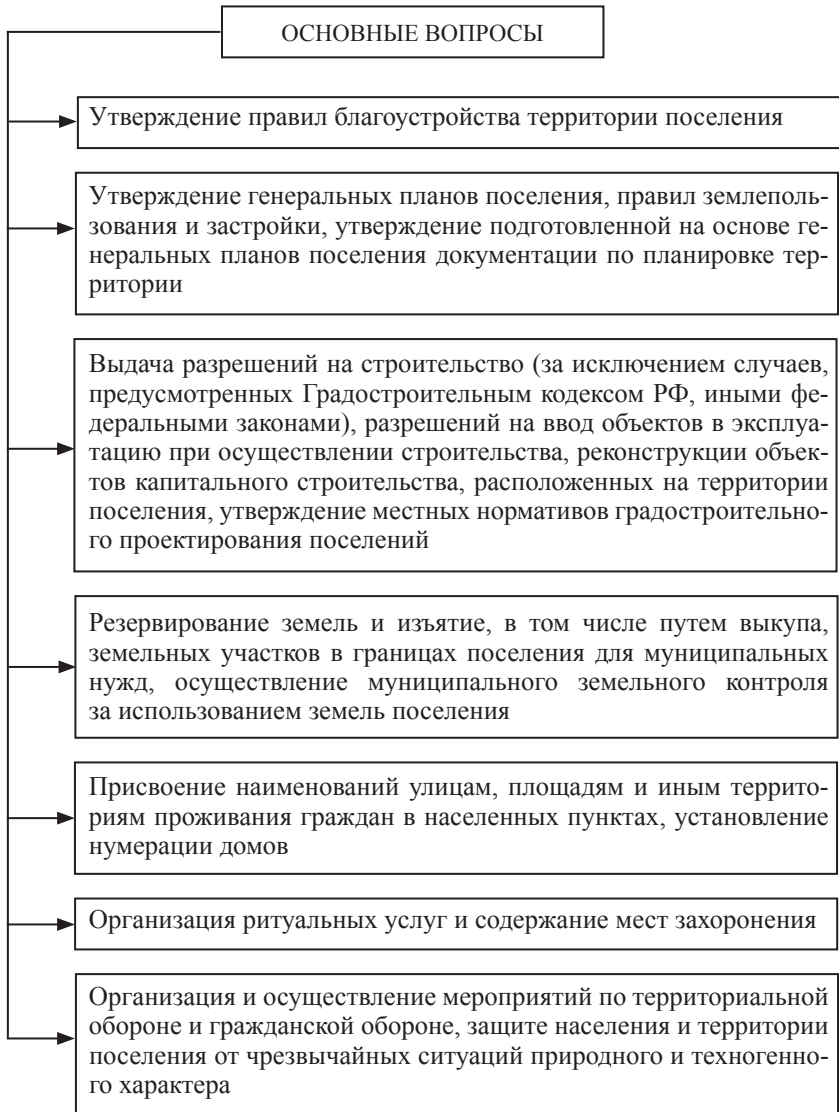 ОСНОВНЫЕ ВОПРОСЫ
Утверждение правил благоустройства территории поселения
Утверждение генеральных планов поселения, правил землеполь-
зования и застройки, утверждение подготовленной на основе ге-
неральных планов поселения документации по планировке тер-
ритории
Выдача разрешений на строительство (за исключением случаев,
предусмотренных Градостроительным кодексом РФ, иными фе-
деральными законами), разрешений на ввод объектов в эксплуа-
тацию при осуществлении строительства, реконструкции объек-
тов капитального строительства, расположенных на территории
поселения, утверждение местных нормативов градостроительно-
го проектирования поселений
Резервирование земель и изъятие, в том числе путем выкупа,
земельных участков в границах поселения для муниципальных
нужд, осуществление муниципального земельного контроля
за использованием земель поселения
Присвоение наименований улицам, площадям и иным террито-
риям проживания граждан в населенных пунктах, установление
нумерации домов
Организация ритуальных услуг и содержание мест захоронения
Организация и осуществление мероприятий по территориальной
обороне и гражданской обороне, защите населения и территории
поселения от чрезвычайных ситуаций природного и техногенно-
го характера